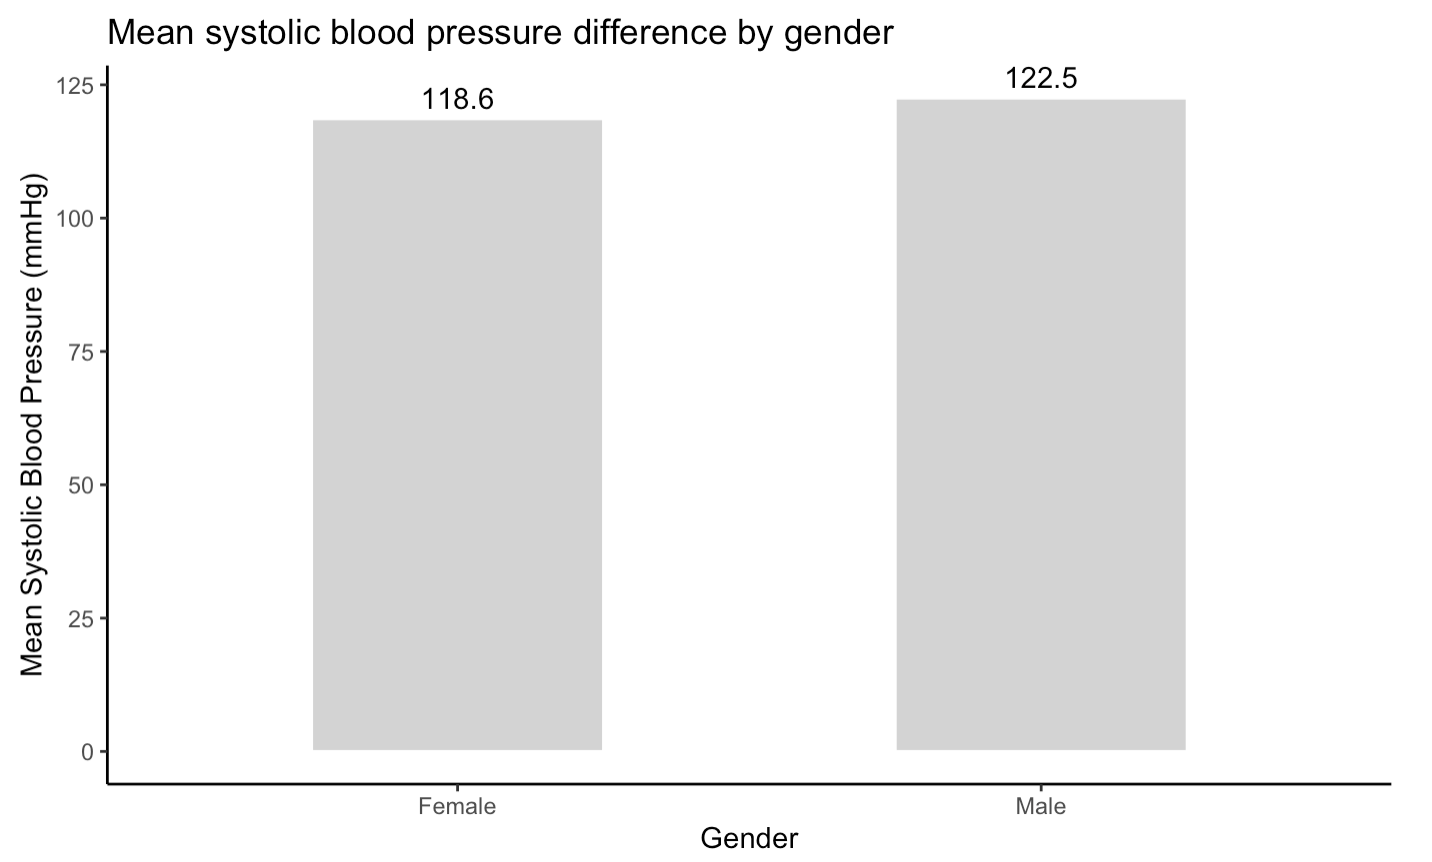 Mean systolic blood pressure difference by gender
Mean Systolic Blood Pressure (mmHg)
125
100
75
50
25
0
118.6
122.5
Female
Male
Gender